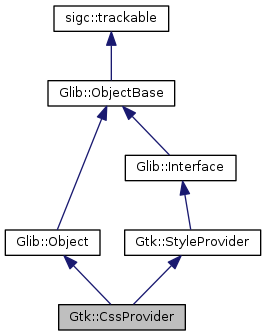 sigc::trackable
Glib::ObjectBase
Glib::Interface
Glib::Object
Gtk::StyleProvider
Gtk::CssProvider